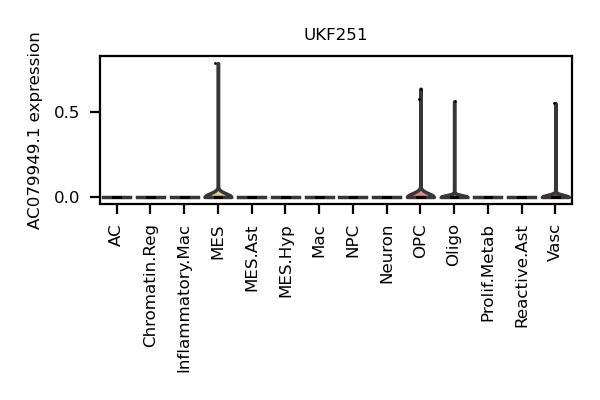 UKF251
AC079949.1 expression
0.5
0.0
AC
Chromatin.Reg
Inflammatory.Mac
MES
MES.Ast
MES.Hyp
Mac
NPC
Neuron
OPC
Oligo
Prolif.Metab
Reactive.Ast
Vasc